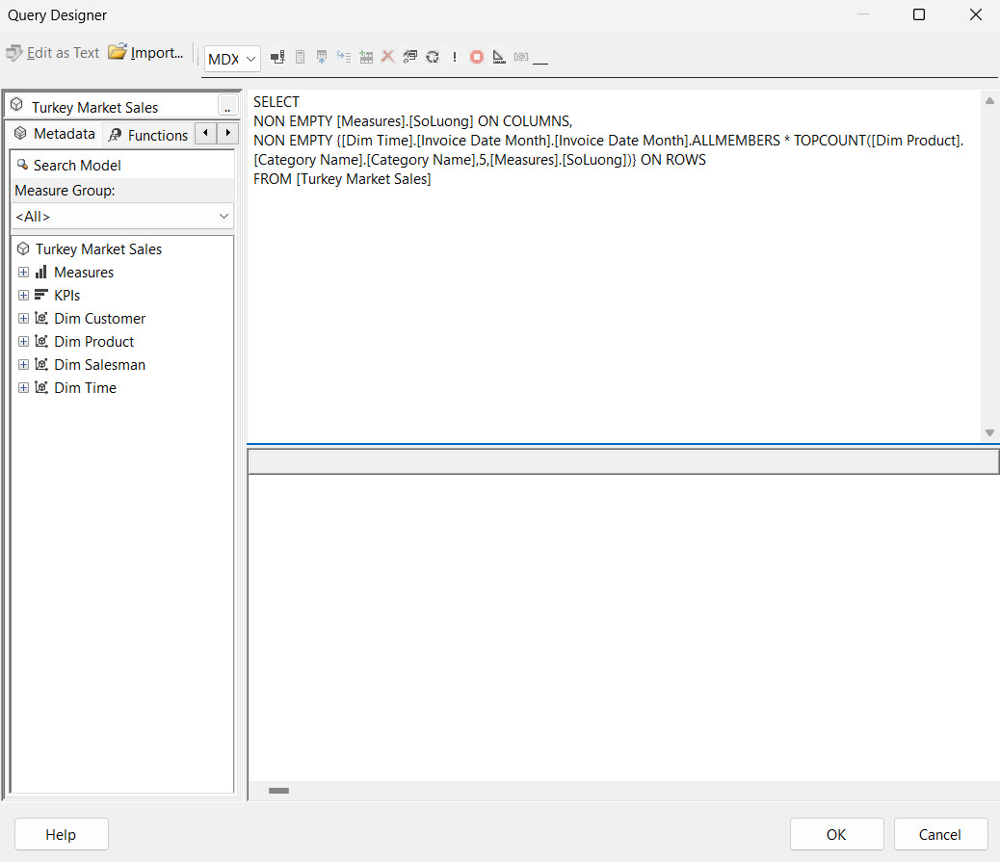 Query Designer
Edit as Text Import... MDX
Turkey Market Sales ..
Metadata Functions
Search Model
Measure Group:
<All>
Turkey Market Sales
Measures
KPIs
Dim Customer
Dim Product
Dim Salesman
Dim Time
SELECT
NON EMPTY [Measures].[SoLuong] ON COLUMNS,
NON EMPTY {[Dim Time].[Invoice Date Month].[Invoice Date Month].ALLMEMBERS * TOPCOUNT([Dim Product].
[Category Name].[Category Name],5,[Measures].[SoLuong])} ON ROWS
FROM [Turkey Market Sales]
Help OK Cancel